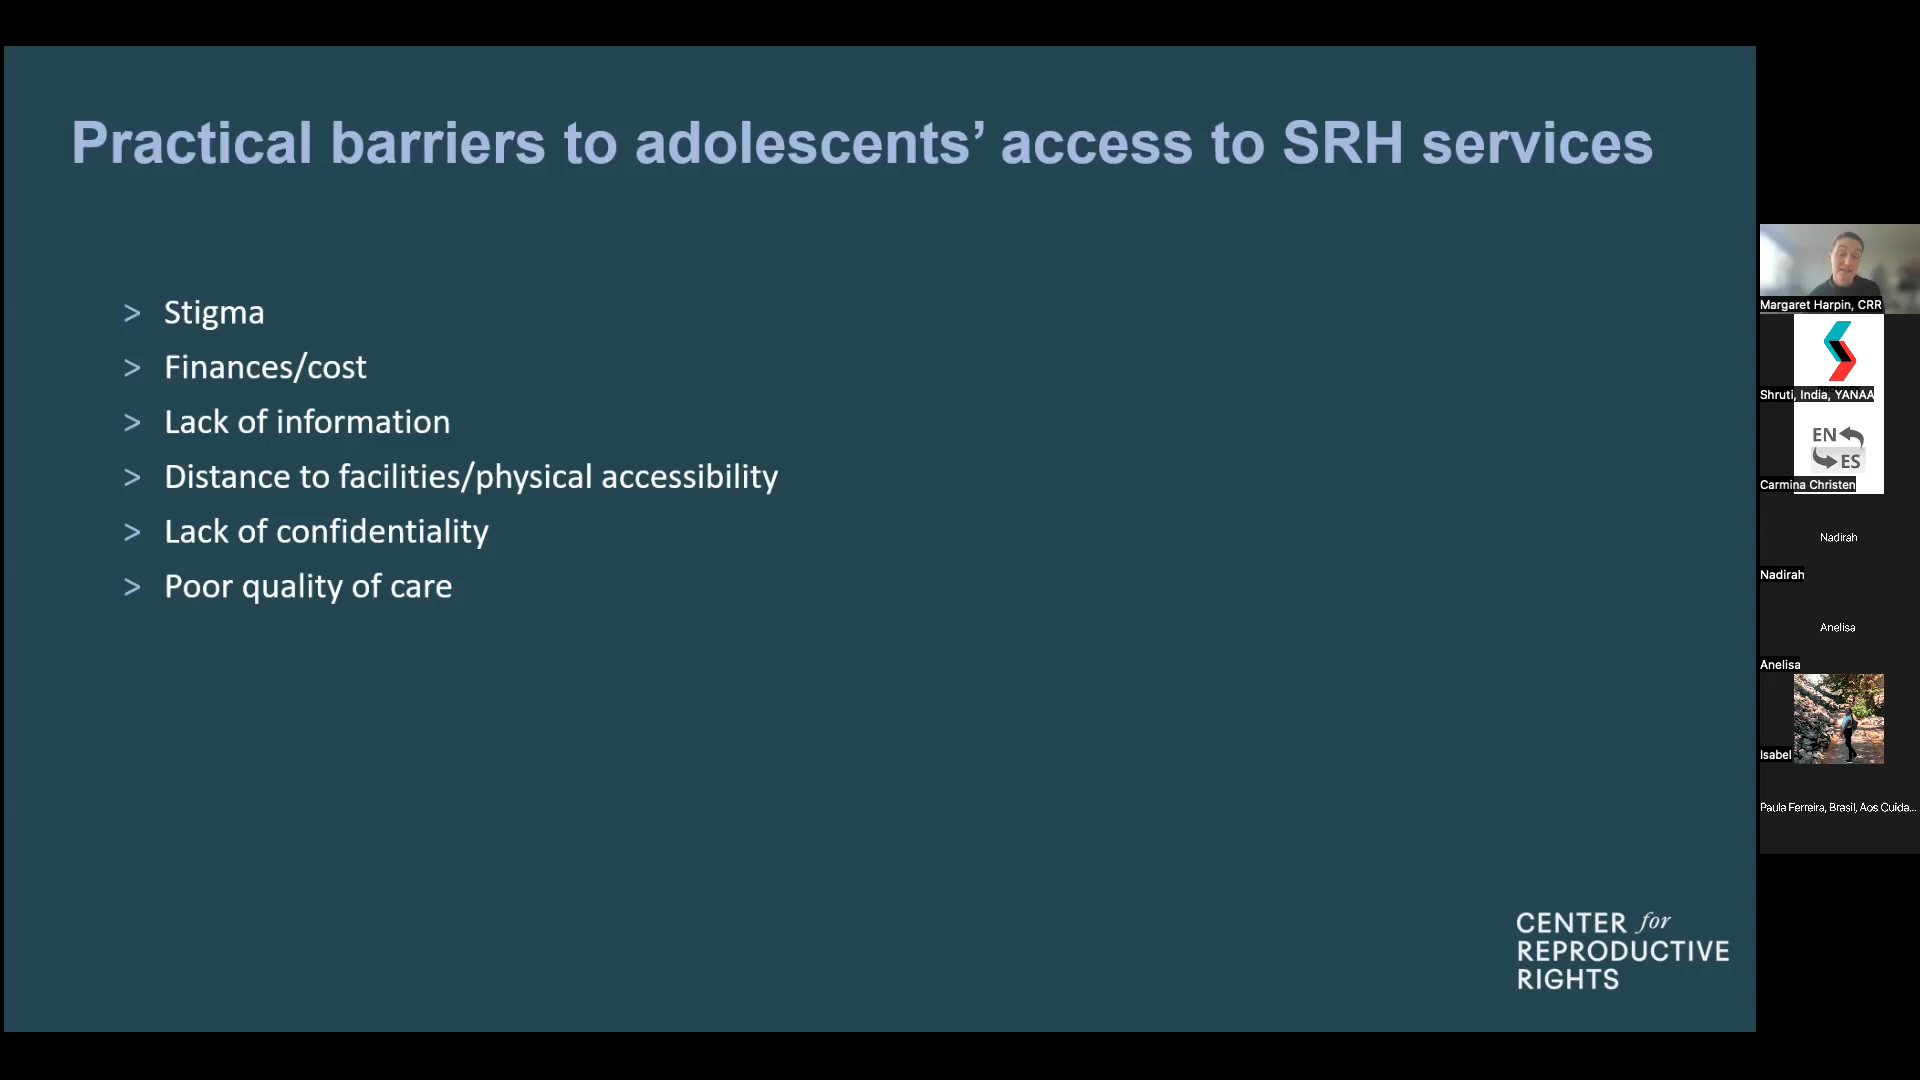 Practical barriers to adolescents’ access to SRH services
> Stigma
> Finances/cost
> Lack of information
> Distance to facilities/physical accessibility
> Lack of confidentiality
> Poor quality of care
CENTER for
REPRODUCTIVE
RIGHTS
Margaret Harpin, CRR
Shruti, India, YANAA
EN
ES
Carmina Christen
Nadirah
Nadirah
Anelisa
Anelisa
Isabel
Paula Ferreira, Brasil, Aos Cuida...